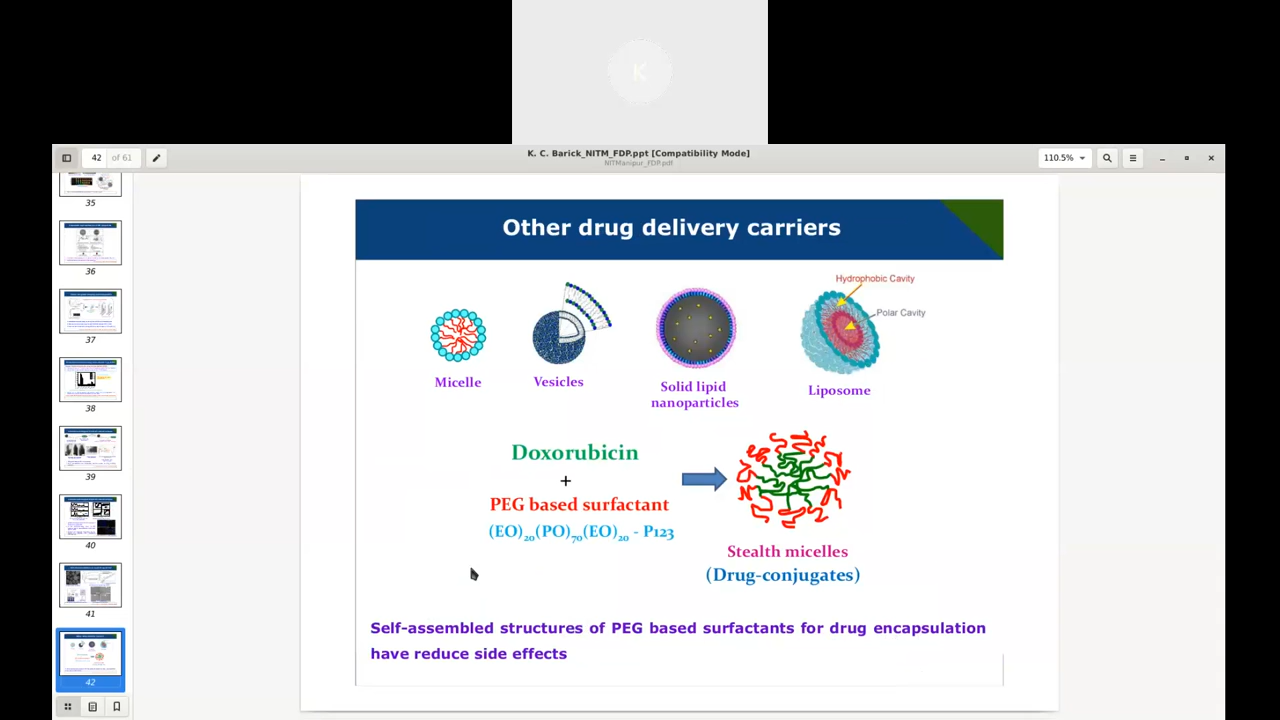 K
42 of 61
K. C. Barick_NITM_FDP.ppt [Compatibility Mode]
NITManipur_FDP.pdf
110.5%
35
36
37
38
39
40
41
42
Other drug delivery carriers
Hydrophobic Cavity
Polar Cavity
Micelle
Vesicles
Solid lipid
nanoparticles
Liposome
Doxorubicin
+
PEG based surfactant
(EO)20(PO)70(EO)20 - P123
Stealth micelles
(Drug-conjugates)
Self-assembled structures of PEG based surfactants for drug encapsulation
have reduce side effects